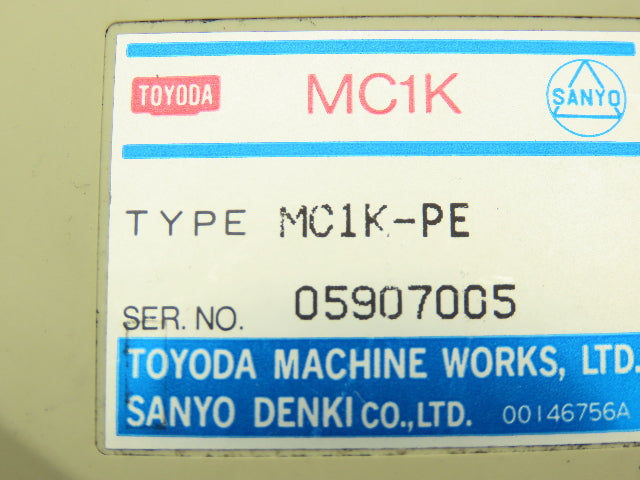 TOYODA MC1K SANYO
TYPE MC1K-PE
SER. NO. 05907005
TOYODA MACHINE WORKS, LTD.
SANYO DENKI CO.,LTD. 00146756A